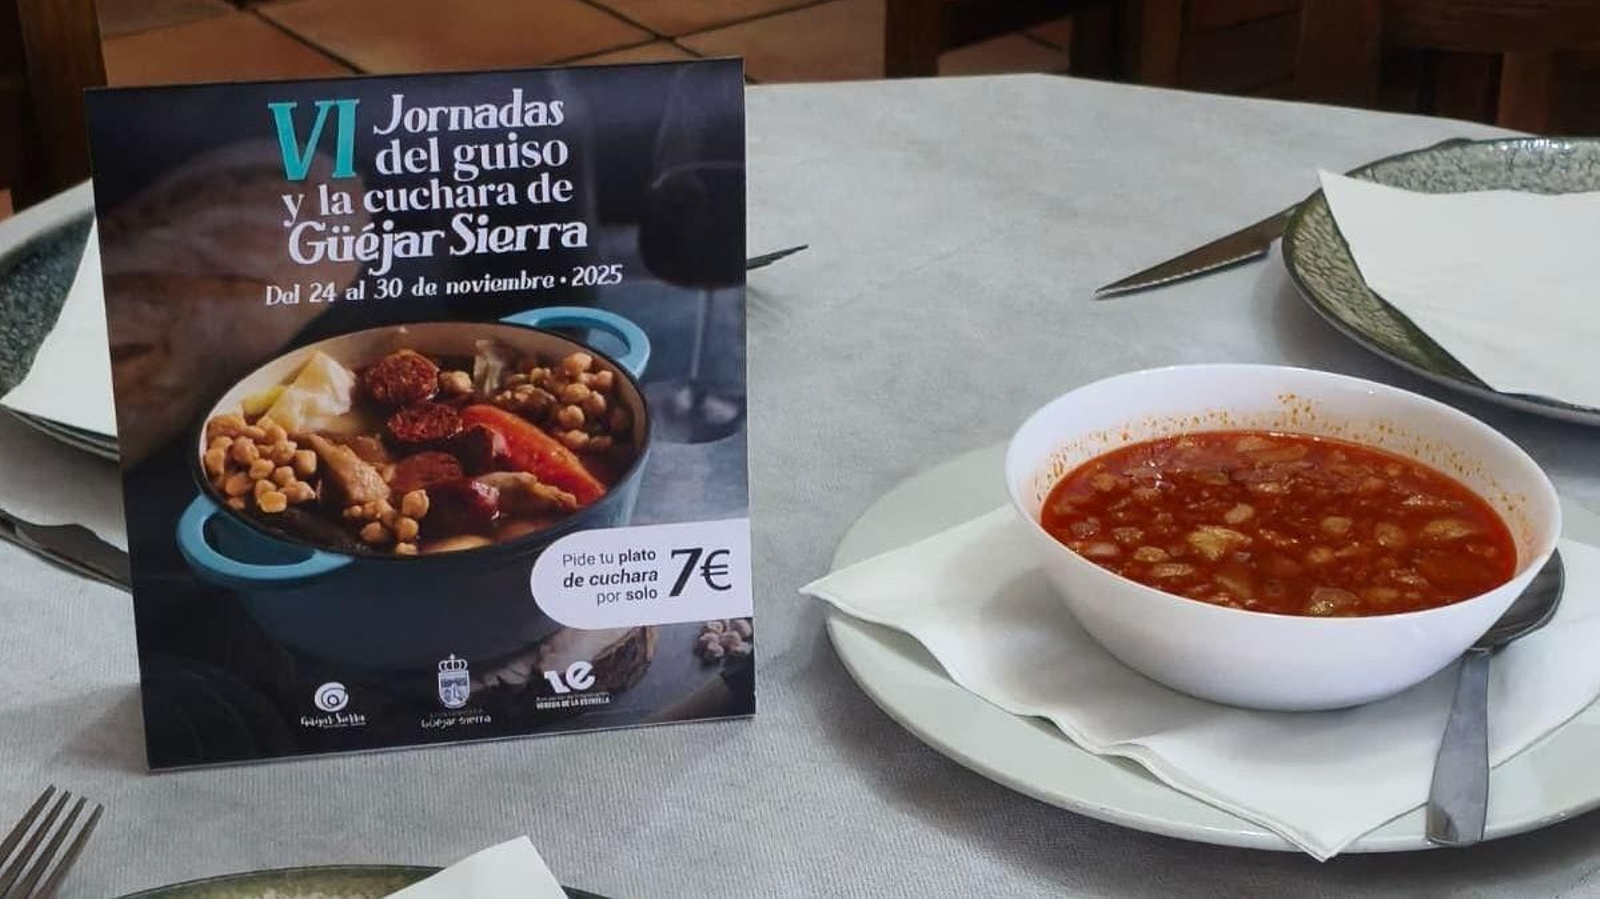 VI Jornadas
del guiso
y la cuchara de
Güéjar Sierra
Del 24 al 30 de noviembre • 2025
Pide tu plato
de cuchara
por solo
7€
Güéjar Sierra
Güéjar Sierra
VEREDA DE LA ESTRELLA